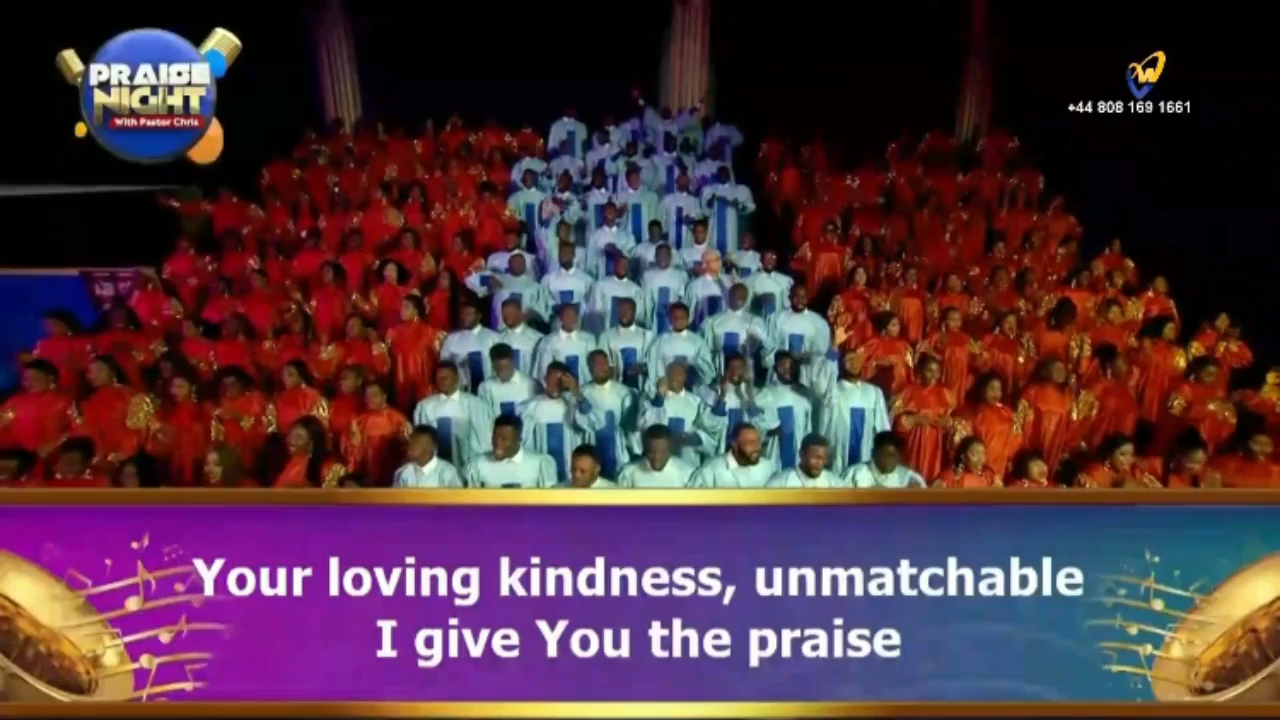 PRAISE
NIGHT
With Pastor Chris
W
+44 808 169 1661
Your loving kindness, unmatchable
I give You the praise